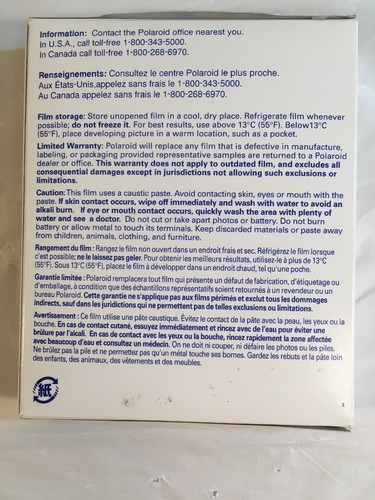 Information: Contact the Polaroid office nearest you.
In U.S.A., call toll-free 1-800-343-5000.
In Canada call toll-free 1-800-268-6970.
Renseignements: Consultez le centre Polaroid le plus proche.
Aux États-Unis,appelez sans frais le 1-800-343-5000.
Au Canada appelez sans frais le 1-800-268-6970.
Film storage: Store unopened film in a cool, dry place. Refrigerate film whenever
possible; do not freeze it. For best results, use above 13°C (55°F). Below13°C
(55°F), place developing picture in a warm location, such as a pocket.
Limited Warranty: Polaroid will replace any film that is defective in manufacture,
labeling, or packaging provided representative samples are returned to a Polaroid
dealer or office. This warranty does not apply to outdated film, and excludes all
consequential damages except in jurisdictions not allowing such exclusions or
limitations.
Caution: This film uses a caustic paste. Avoid contacting skin, eyes or mouth with the
paste. If skin contact occurs, wipe off immediately and wash with water to avoid an
alkali burn. If eye or mouth contact occurs, quickly wash the area with plenty of
water and see a doctor. Do not cut or take apart photos or battery. Do not burn
battery or allow metal to touch its terminals. Keep discarded materials or paste away
from children, animals, clothing, and furniture.
Rangement du film: Rangez le film non ouvert dans un endroit frais et sec. Réfrigérez le film lorsque
c'est possible; ne le laissez pas geler. Pour obtenir les meilleurs résultats, utilisez-le à plus de 13°C
(55°F). Sous 13°C (55°F), placez le film à développer dans un endroit chaud, tel qu'une poche.
Garantie limitée: Polaroid remplacera tout film qui présente un défaut de fabrication, d'étiquetage ou
d'emballage, à condition que des échantillons représentatifs soient retournés à un revendeur ou un
bureau Polaroid. Cette garantie ne s'applique pas aux films périmés et exclut tous les dommages
indirects, sauf dans les juridictions qui ne permettent pas de telles exclusions ou limitations.
Avertissement: Ce film utilise une pâte caustique. Évitez le contact de la pâte avec la peau, les yeux ou la
bouche. En cas de contact cutané, essuyez immédiatement et rincez avec de l'eau pour éviter une
brûlure par l'alcali. En cas de contact avec les yeux ou la bouche, rincez rapidement la zone affectée
avec beaucoup d'eau et consultez un médecin. On ne doit ni couper, ni défaire les photos ou les piles.
Ne brûlez pas la pile et ne permettez pas qu'un métal touche ses bornes. Gardez les rebuts et la pâte loin
des enfants, des animaux, des vêtements et des meubles.
紙